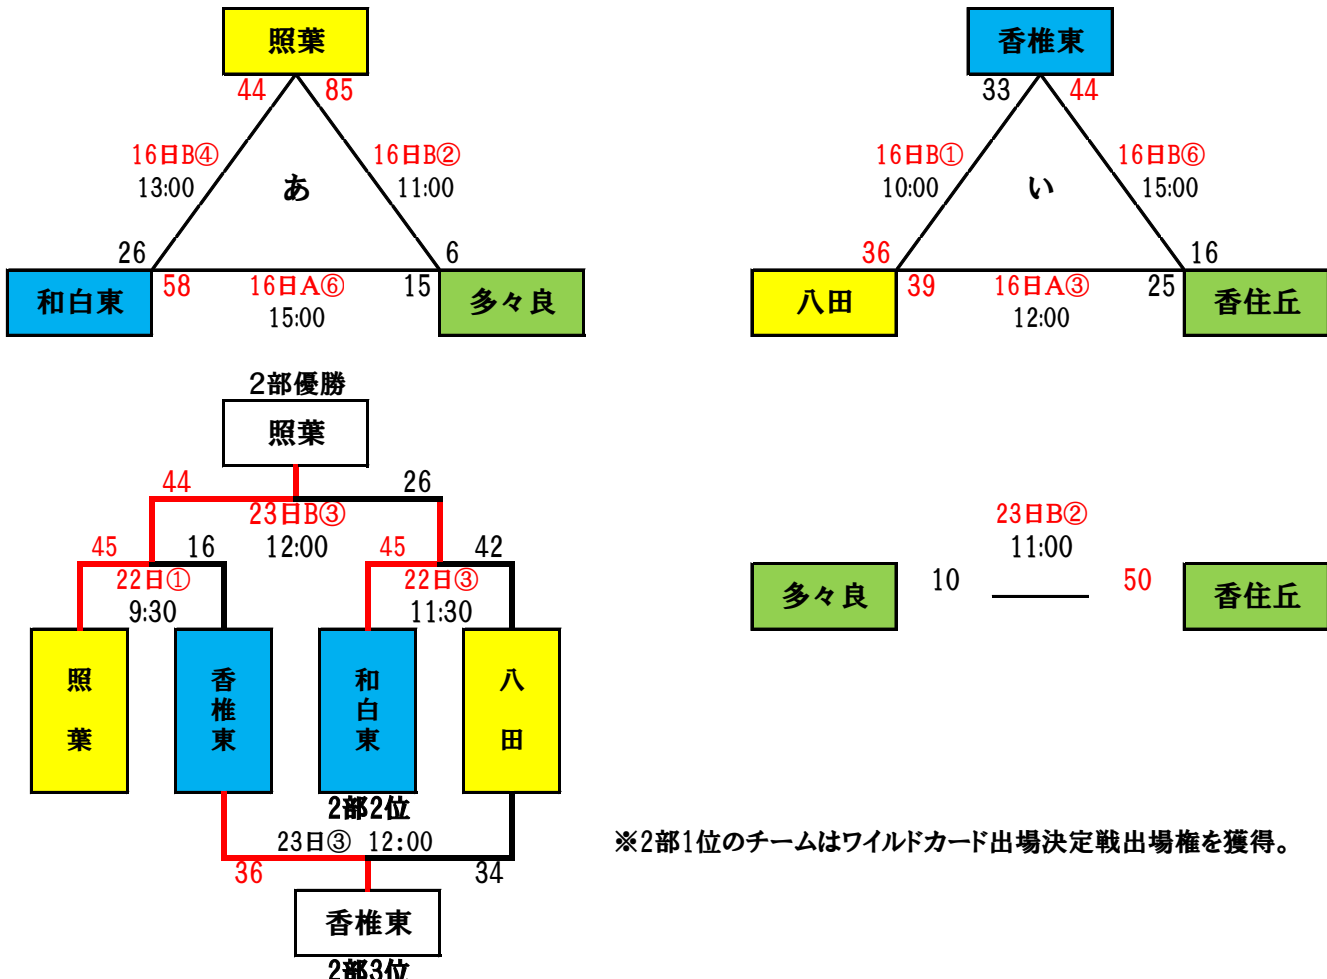 照葉
44 85
16日B④
13:00
あ
16日B②
11:00
26 6
和白東
58 16日A⑥ 15
15:00
多々良
香椎東
33 44
16日B①
10:00
い
16日B⑥
15:00
36 16
八田
39 16日A③ 25
12:00
香住丘
2部優勝
照葉
44 26
23日B③
12:00
45 16
22日①
9:30
45 42
22日③
11:30
照葉
香椎東
和白東
八田
2部2位
23日③ 12:00
36 34
香椎東
2部3位
23日B②
11:00
多々良 10 50 香住丘
※2部1位のチームはワイルドカード出場決定戦出場権を獲得。